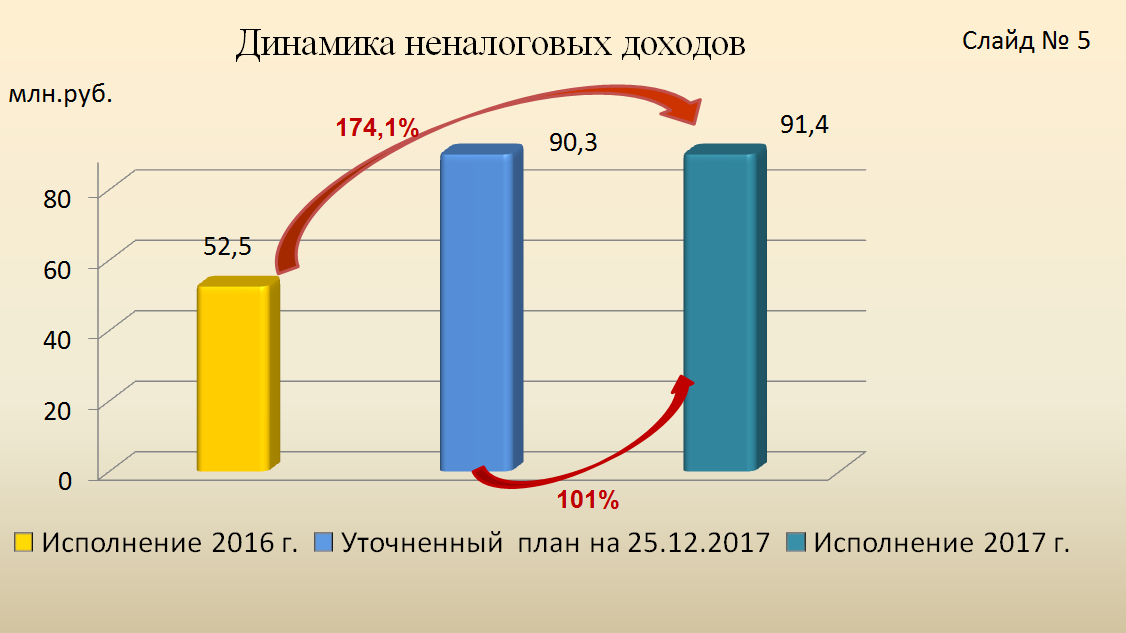 Динамика неналоговых доходов
Слайд № 5
млн.руб.
174,1%
90,3
91,4
52,5
80
60
40
20
0
101%
Исполнение 2016 г.
Уточненный план на 25.12.2017
Исполнение 2017 г.